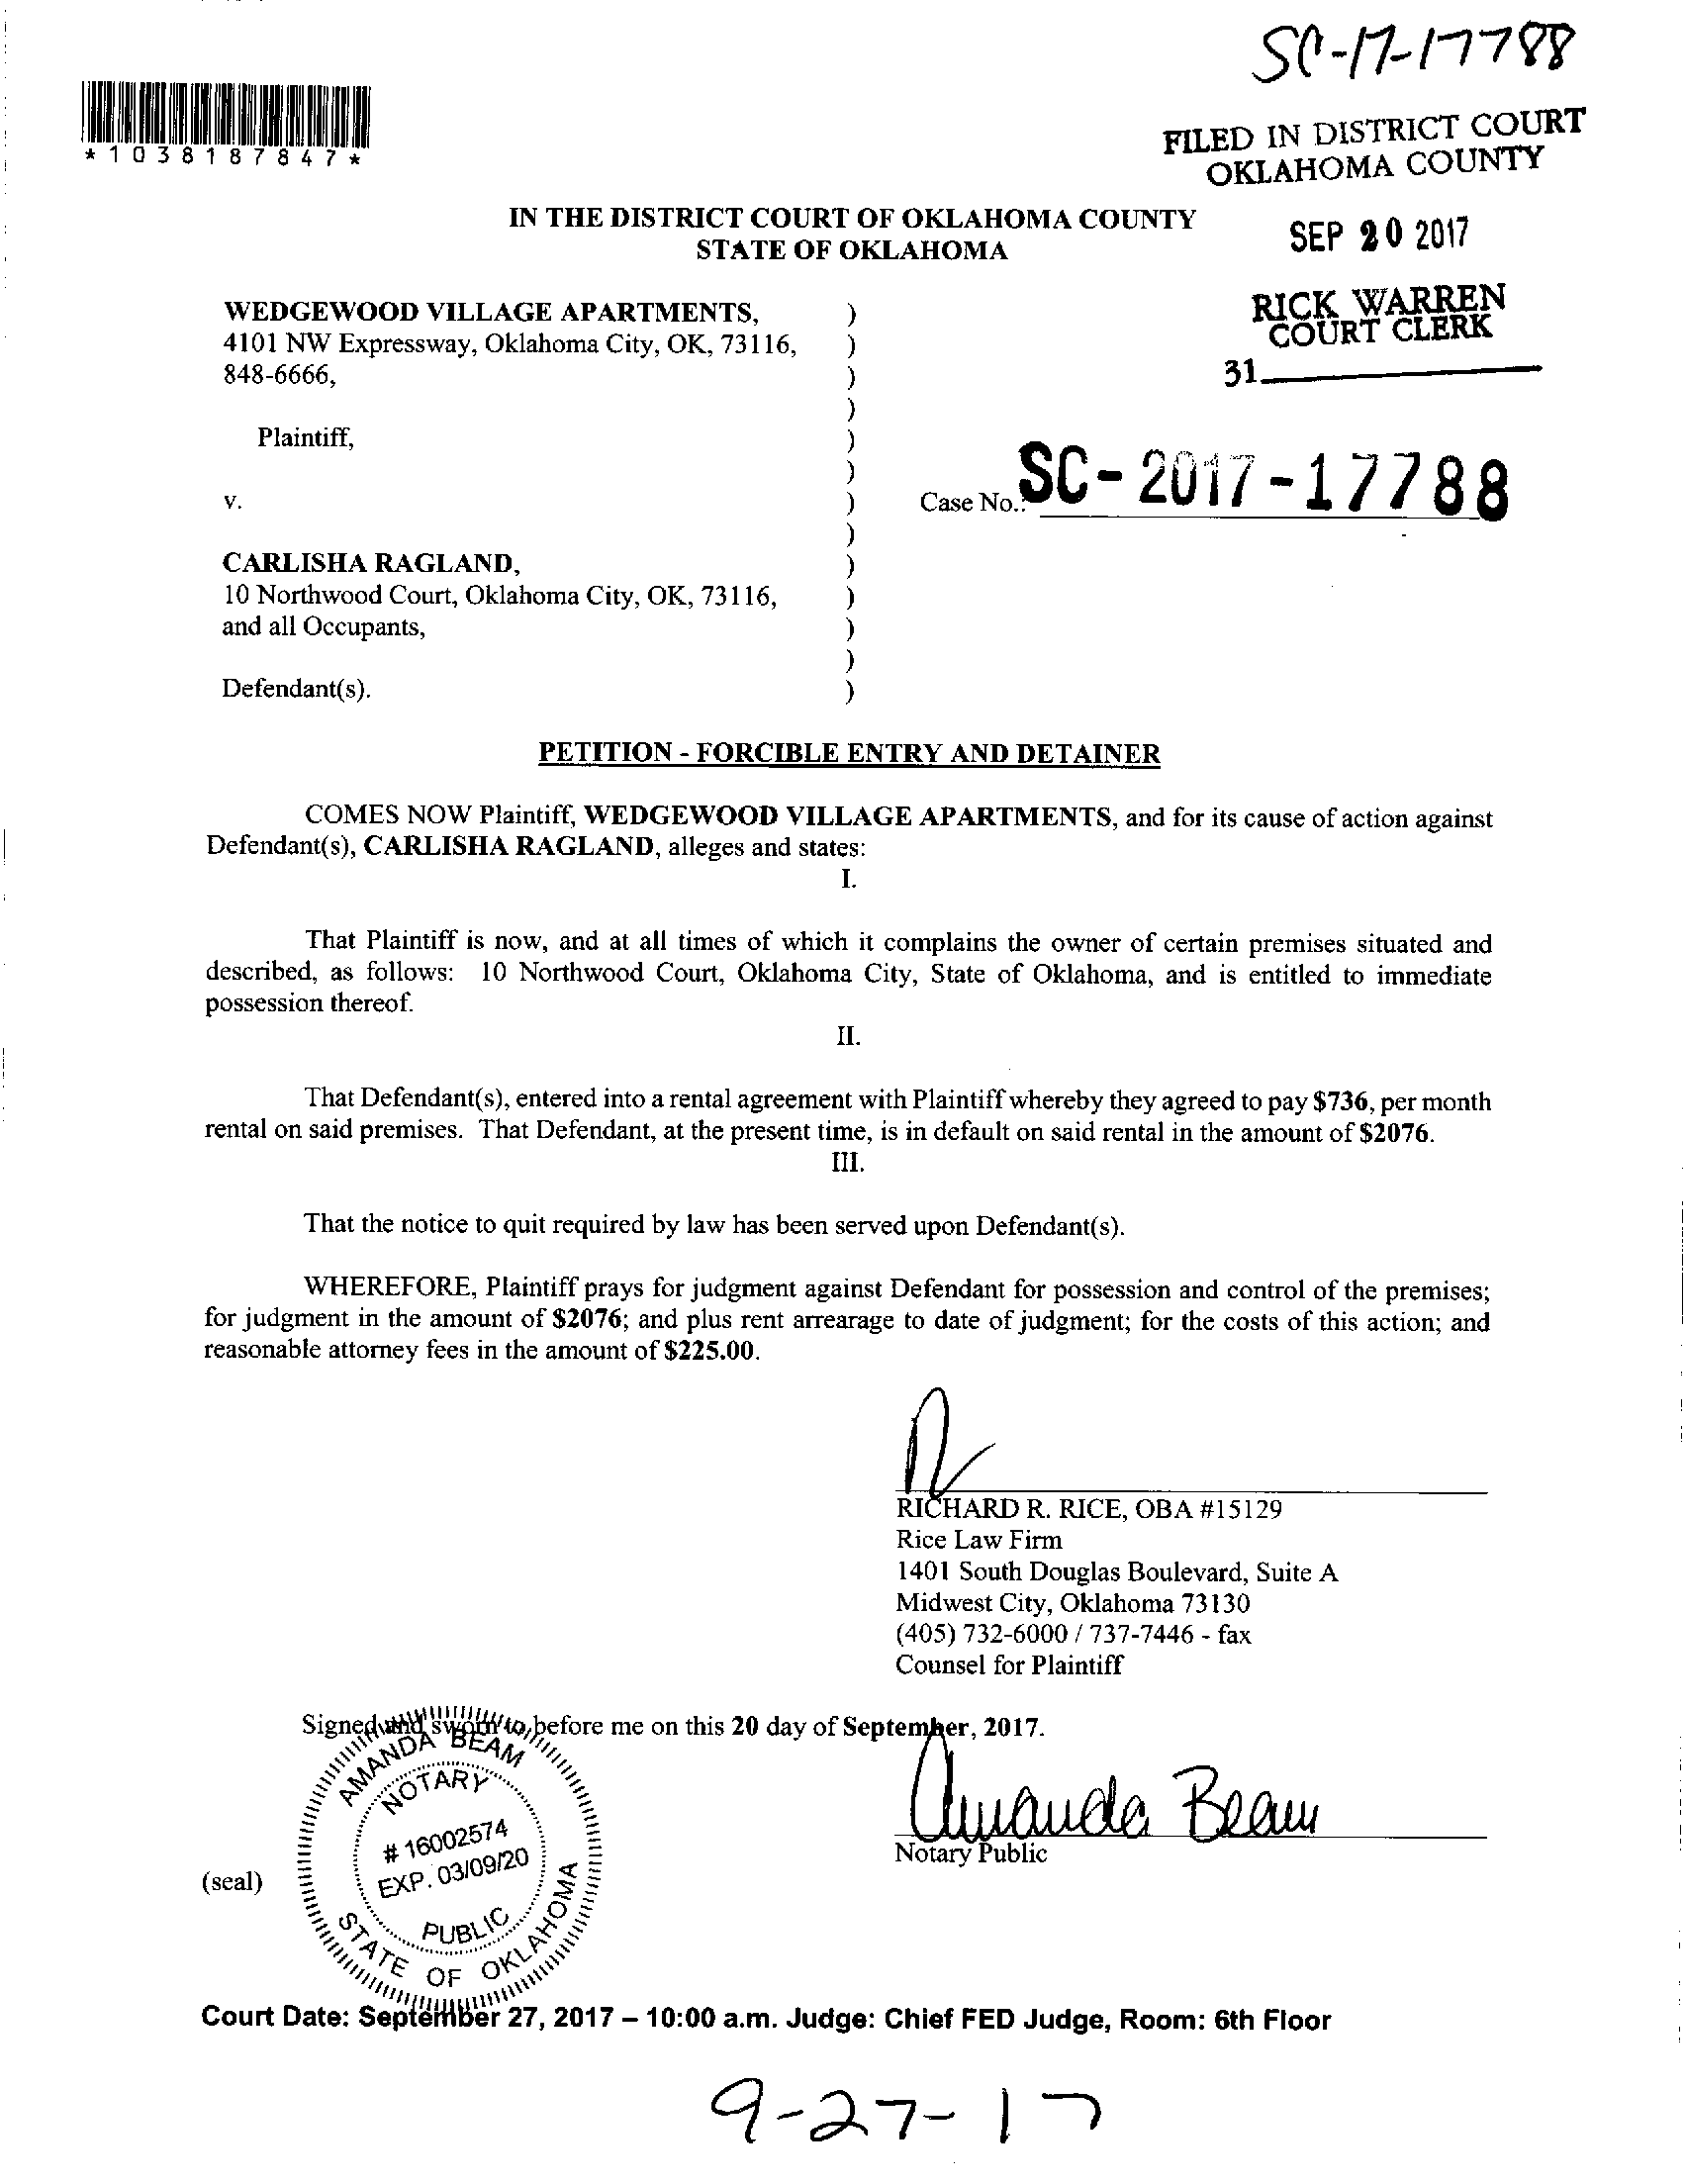 SC-17-17788
*1038187847*
FILED IN DISTRICT COURT
OKLAHOMA COUNTY
IN THE DISTRICT COURT OF OKLAHOMA COUNTY
STATE OF OKLAHOMA
SEP 20 2017
RICK WARREN
COURT CLERK
31
WEDGEWOOD VILLAGE APARTMENTS, )
4101 NW Expressway, Oklahoma City, OK, 73116, )
848-6666, )
)
Plaintiff, )
)
v. ) Case No.: SC-2017-17788
)
CARLISHA RAGLAND, )
10 Northwood Court, Oklahoma City, OK, 73116, )
and all Occupants, )
)
Defendant(s). )
PETITION - FORCIBLE ENTRY AND DETAINER
COMES NOW Plaintiff, WEDGEWOOD VILLAGE APARTMENTS, and for its cause of action against
Defendant(s), CARLISHA RAGLAND, alleges and states:
I.
That Plaintiff is now, and at all times of which it complains the owner of certain premises situated and
described, as follows: 10 Northwood Court, Oklahoma City, State of Oklahoma, and is entitled to immediate
possession thereof.
II.
That Defendant(s), entered into a rental agreement with Plaintiff whereby they agreed to pay $736, per month
rental on said premises. That Defendant, at the present time, is in default on said rental in the amount of $2076.
III.
That the notice to quit required by law has been served upon Defendant(s).
WHEREFORE, Plaintiff prays for judgment against Defendant for possession and control of the premises;
for judgment in the amount of $2076; and plus rent arrearage to date of judgment; for the costs of this action; and
reasonable attorney fees in the amount of $225.00.
RICHARD R. RICE, OBA #15129
Rice Law Firm
1401 South Douglas Boulevard, Suite A
Midwest City, Oklahoma 73130
(405) 732-6000 / 737-7446 - fax
Counsel for Plaintiff
Signed and sworn to before me on this 20 day of September, 2017.
Amanda Beam
Notary Public
(seal)
AMANDA BEAM
NOTARY
# 16002574
EXP. 03/09/20
PUBLIC
STATE OF OKLAHOMA
Court Date: September 27, 2017 – 10:00 a.m. Judge: Chief FED Judge, Room: 6th Floor
9-27-17